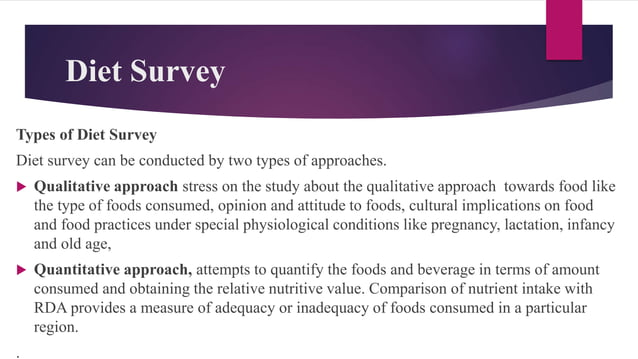 Diet Survey
Types of Diet Survey
Diet survey can be conducted by two types of approaches.
Qualitative approach stress on the study about the qualitative approach towards food like
the type of foods consumed, opinion and attitude to foods, cultural implications on food
and food practices under special physiological conditions like pregnancy, lactation, infancy
and old age,
Quantitative approach, attempts to quantify the foods and beverage in terms of amount
consumed and obtaining the relative nutritive value. Comparison of nutrient intake with
RDA provides a measure of adequacy or inadequacy of foods consumed in a particular
region.
.